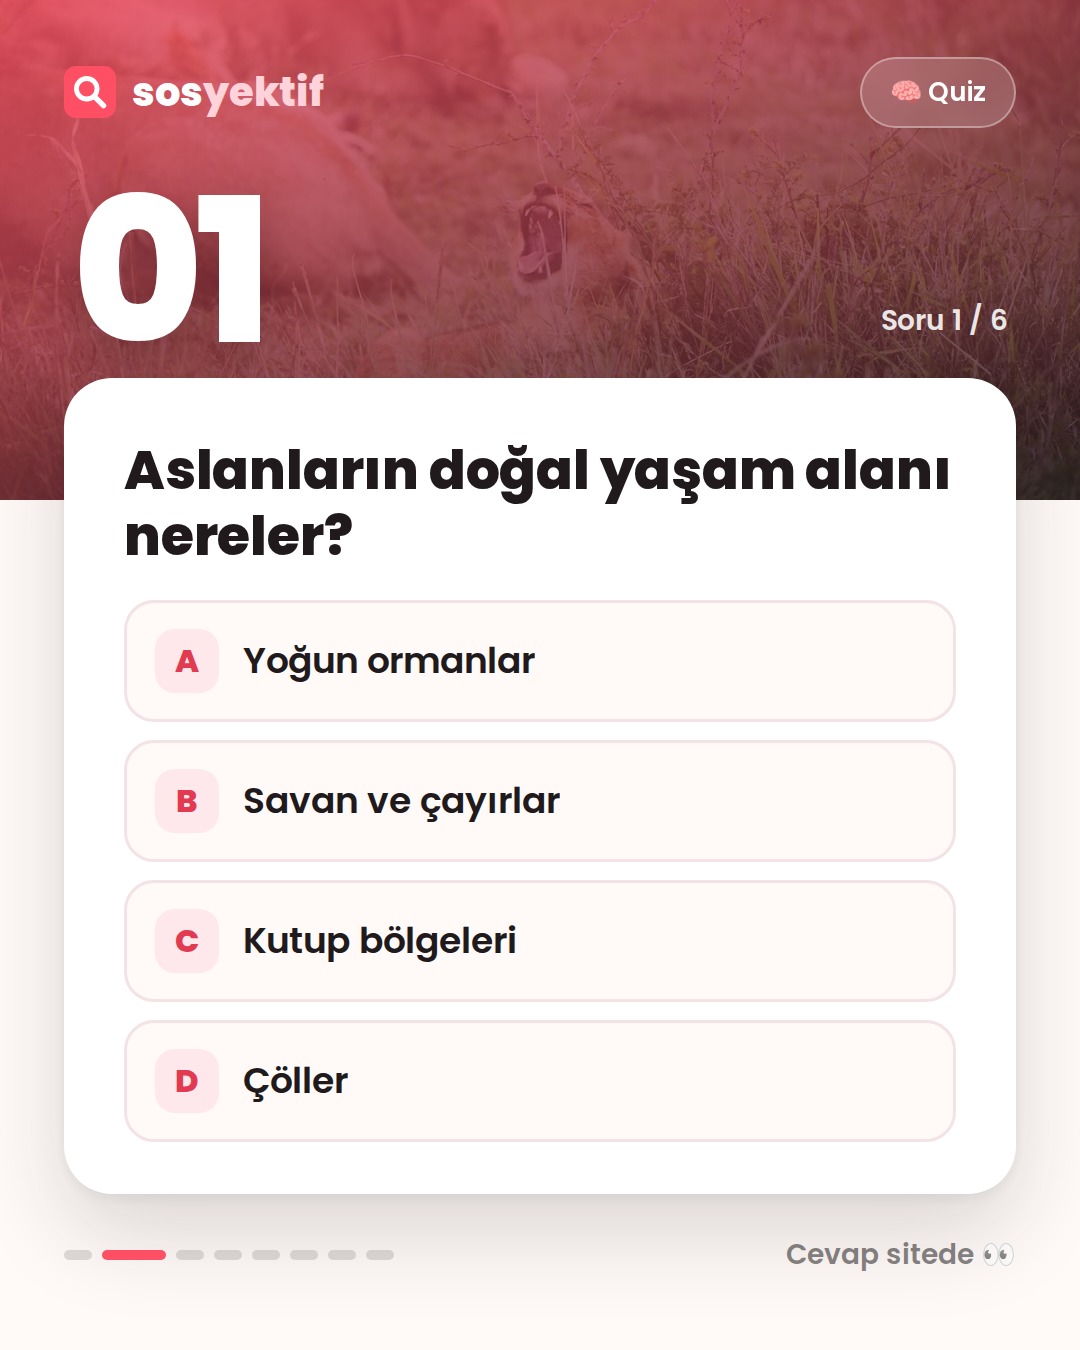 sosyektif
🧠 Quiz
01
Soru 1 / 6
Aslanların doğal yaşam alanı
nereler?
A Yoğun ormanlar
B Savan ve çayırlar
C Kutup bölgeleri
D Çöller
Cevap sitede 👀